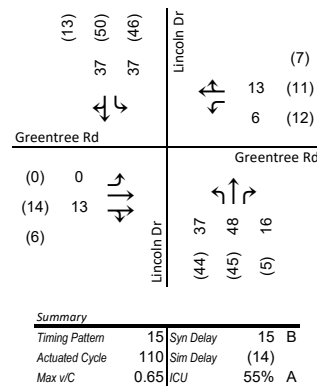 (13) (50) (46)
37 37
Lincoln Dr
(7)
13 (11)
6 (12)
Greentree Rd
Greentree Rd
(0) 0
(14) 13
(6)
Lincoln Dr
37 48 16
(44) (45) (5)
Summary
Timing Pattern 15 Syn Delay 15 B
Actuated Cycle 110 Sim Delay (14)
Max v/C 0.65 ICU 55% A